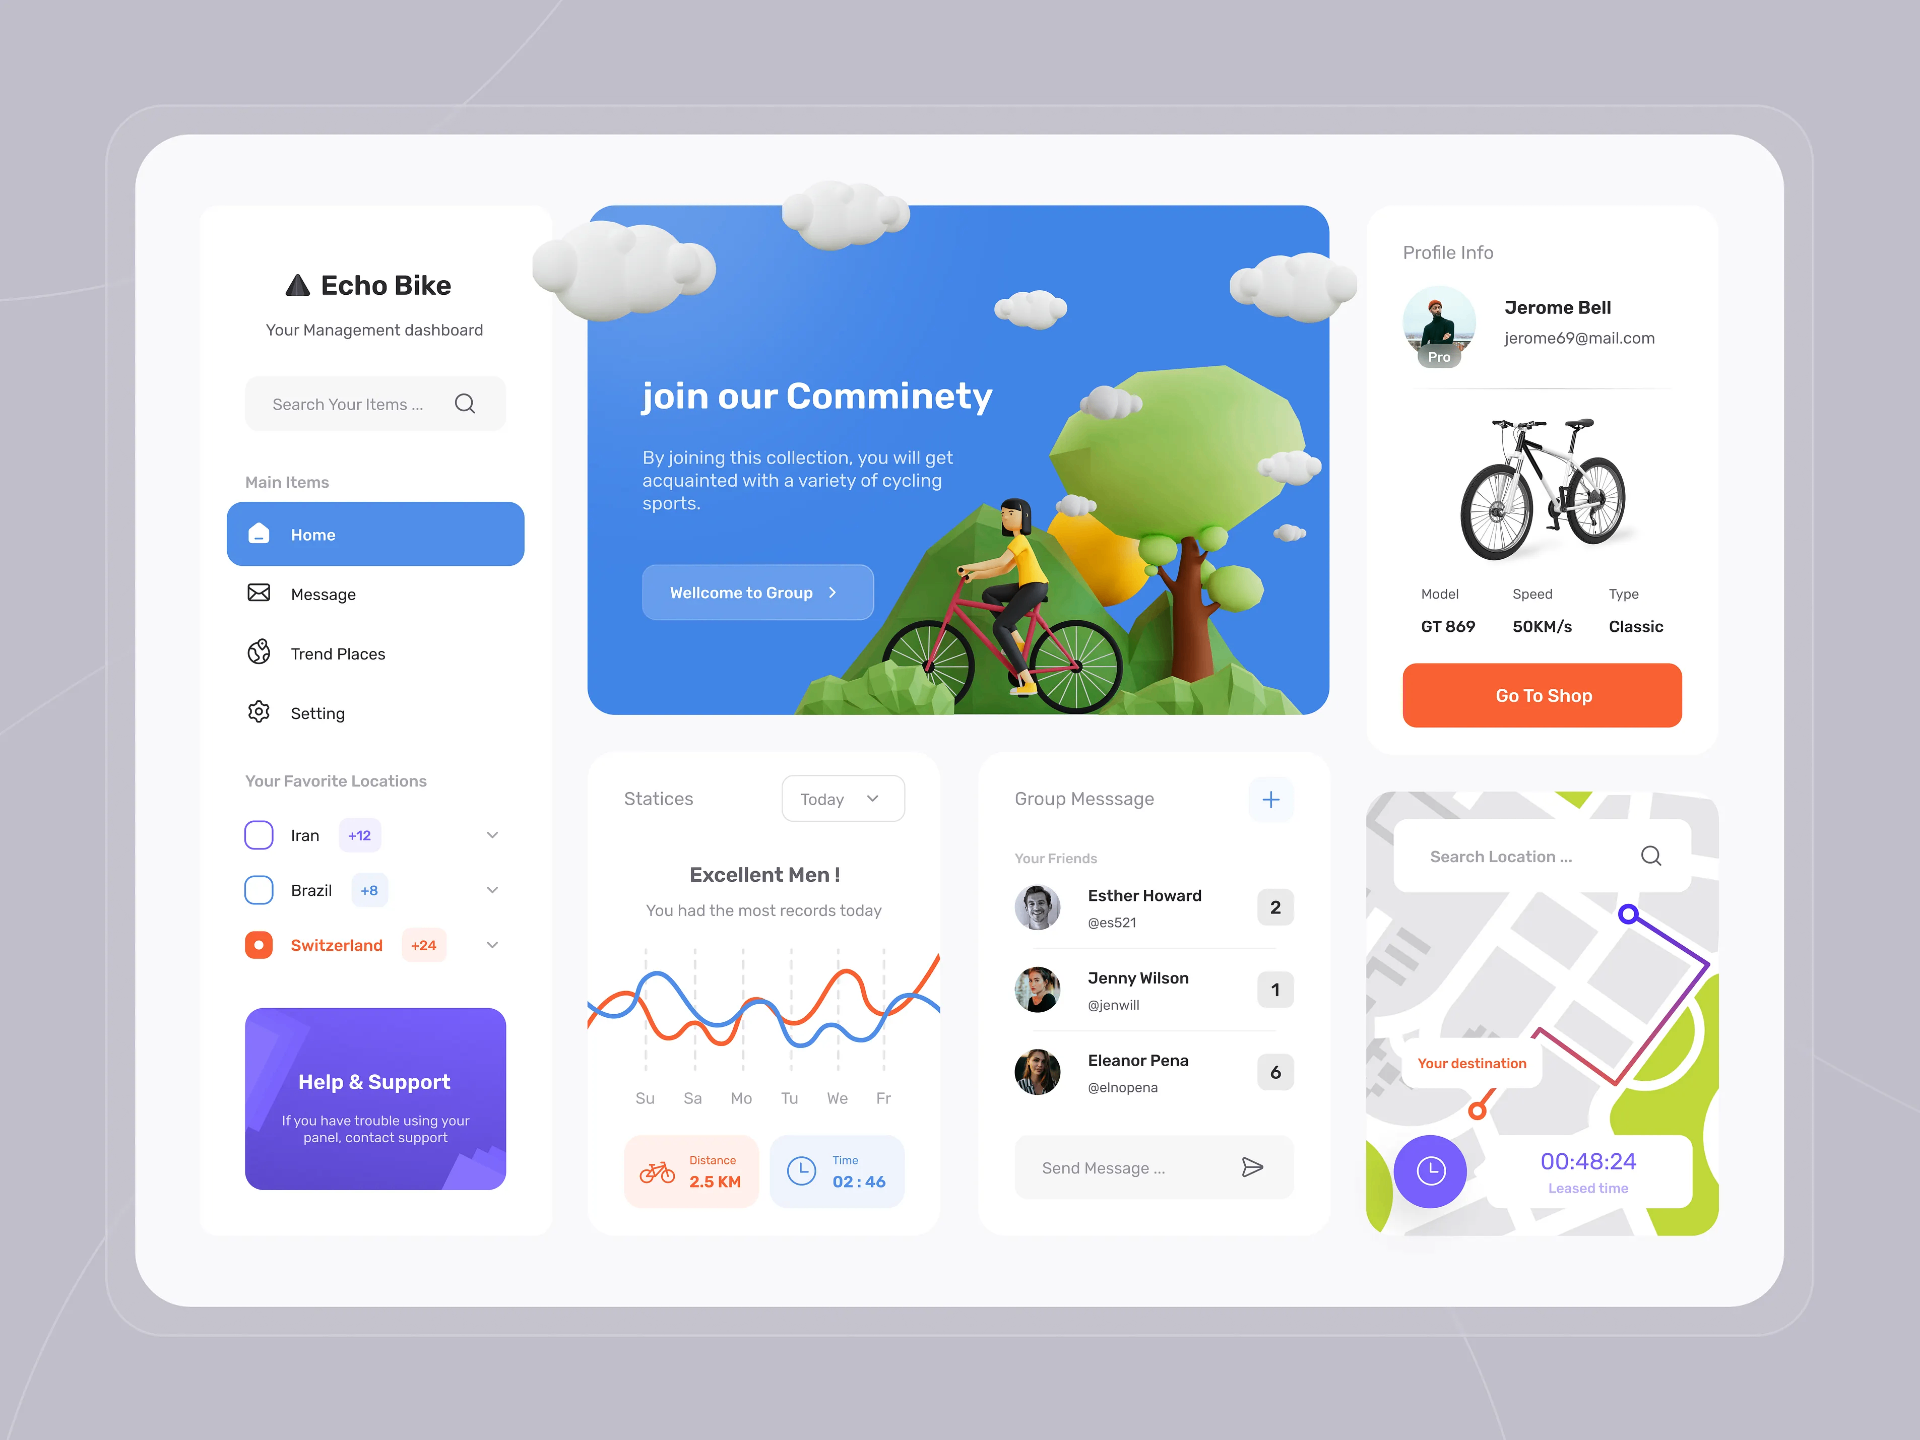 Echo Bike
Your Management dashboard
Search Your Items ...
Main Items
Home
Message
Trend Places
Setting
Your Favorite Locations
Iran +12
Brazil +8
Switzerland +24
Help & Support
If you have trouble using your
panel, contact support
join our Comminety
By joining this collection, you will get
acquainted with a variety of cycling
sports.
Wellcome to Group
Statices
Today
Excellent Men !
You had the most records today
Su Sa Mo Tu We Fr
Distance
2.5 KM
Time
02 : 46
Group Messsage
Your Friends
Esther Howard
@es521
2
Jenny Wilson
@jenwill
1
Eleanor Pena
@elnopena
6
Send Message ...
Profile Info
Jerome Bell
jerome69@mail.com
Pro
Model Speed Type
GT 869 50KM/s Classic
Go To Shop
Search Location ...
Your destination
00:48:24
Leased time